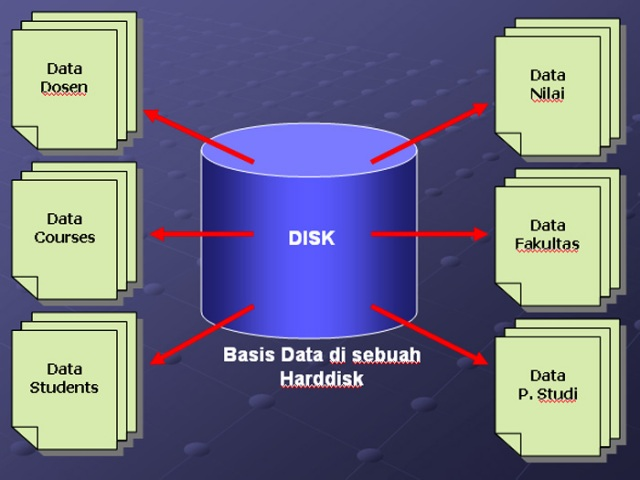 Data
Dosen
Data
Nilai
Data
Courses
DISK
Data
Fakultas
Data
Students
Basis Data di sebuah
Harddisk
Data
P. Studi